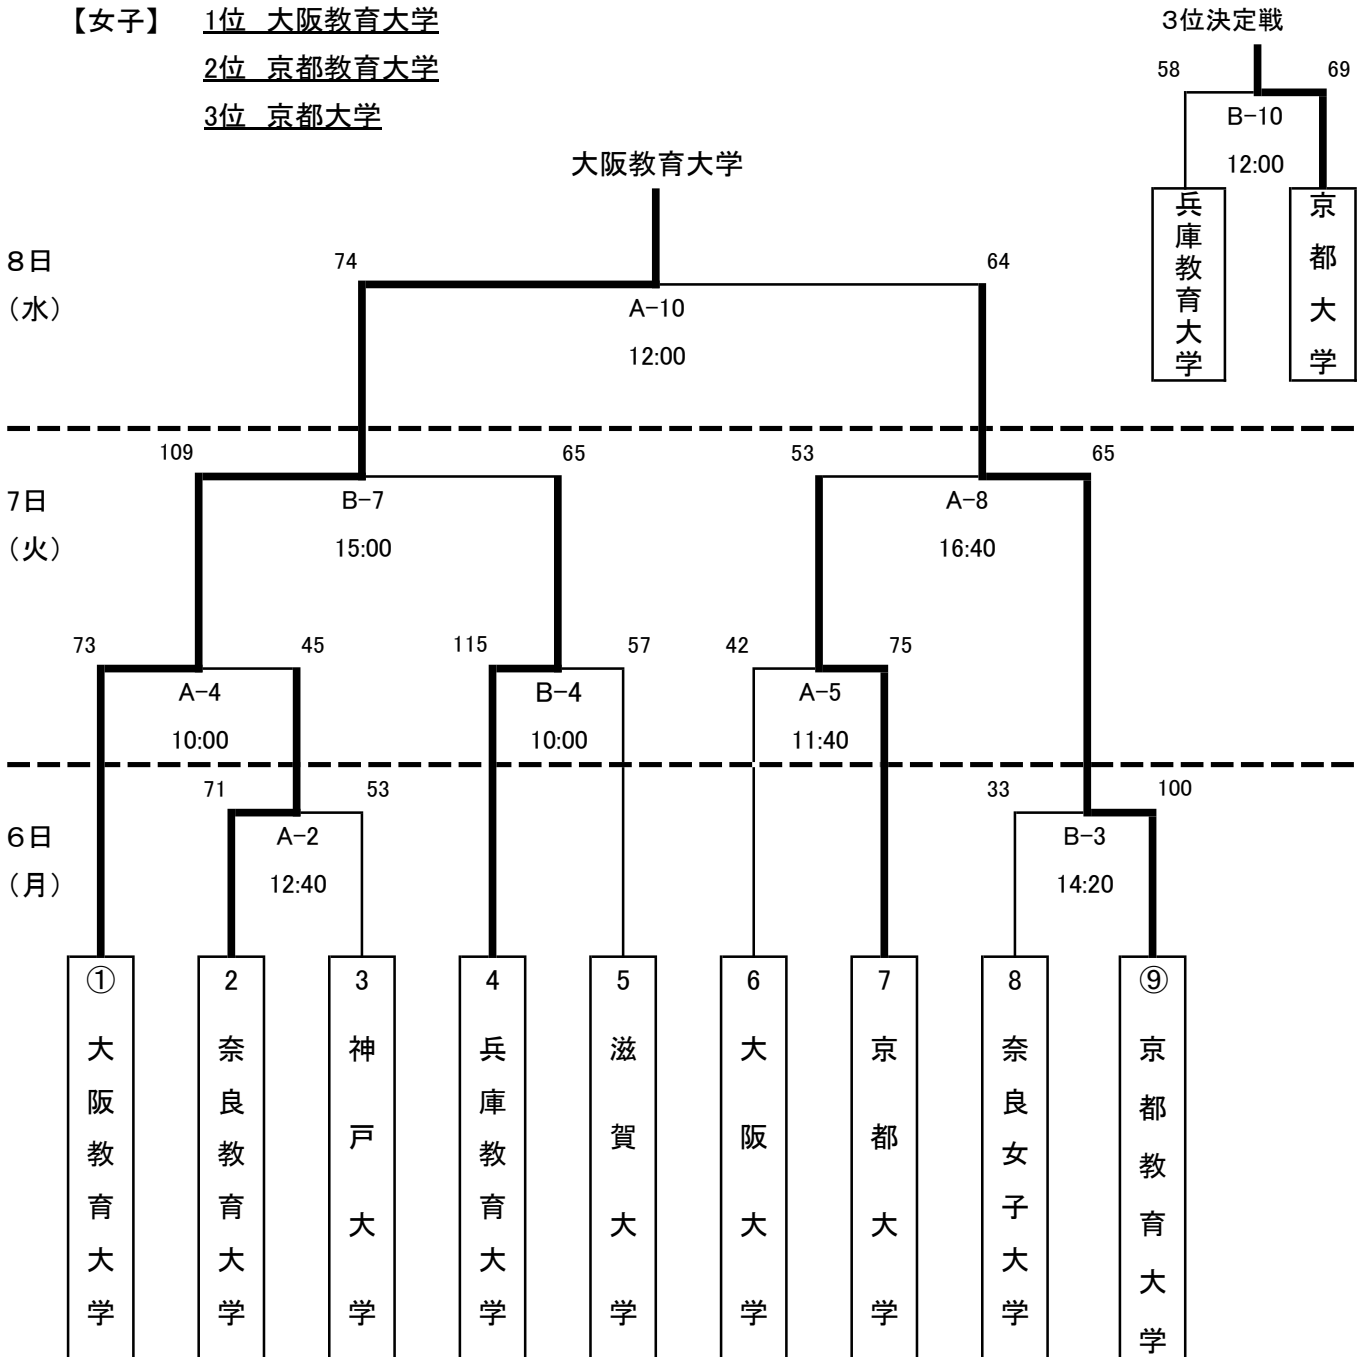 【女子】 1位 大阪教育大学
2位 京都教育大学
3位 京都大学
3位決定戦
58 69
B-10
12:00
兵庫教育大学
京都大学
大阪教育大学
8日
(水)
74 64
A-10
12:00
109 65 53 65
7日
(火)
B-7 A-8
15:00 16:40
73 45 115 57 42 75
A-4 B-4 A-5
10:00 10:00 11:40
71 53 33 100
6日
(月)
A-2 B-3
12:40 14:20
① 大阪教育大学
2 奈良教育大学
3 神戸大学
4 兵庫教育大学
5 滋賀大学
6 大阪大学
7 京都大学
8 奈良女子大学
⑨ 京都教育大学